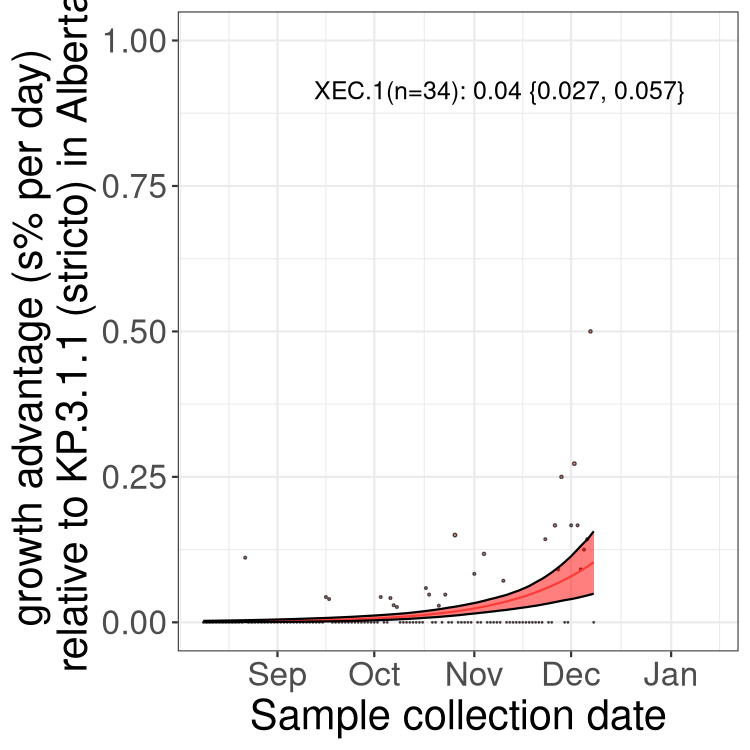 growth advantage (s% per day)
relative to KP.3.1.1 (stricto) in Alberta
1.00
0.75
0.50
0.25
0.00
XEC.1(n=34): 0.04 {0.027, 0.057}
Sep Oct Nov Dec Jan
Sample collection date